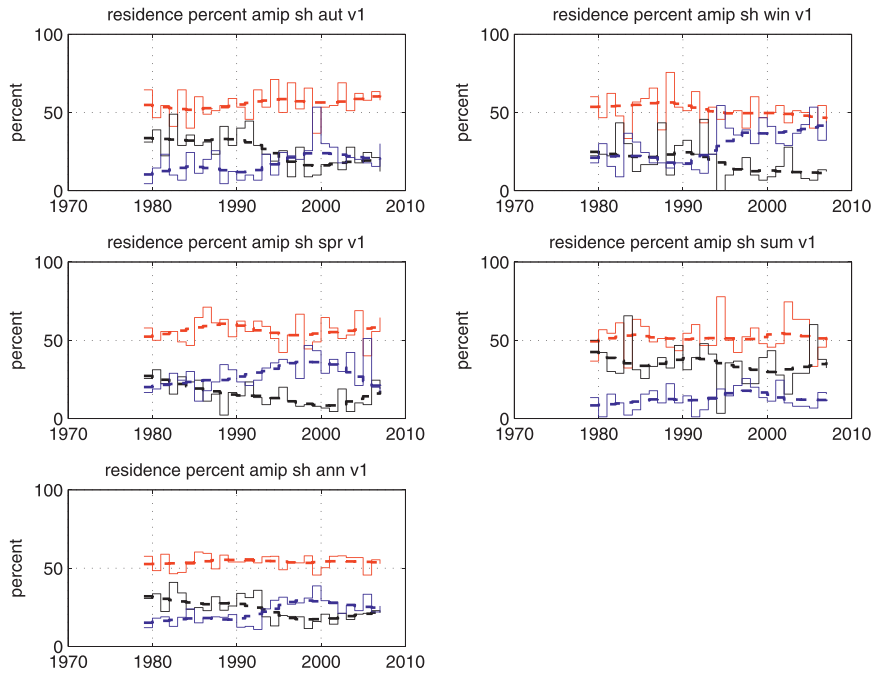 residence percent amip sh aut v1
100
50
0
percent
1970 1980 1990 2000 2010
residence percent amip sh win v1
100
50
0
percent
1970 1980 1990 2000 2010
residence percent amip sh spr v1
100
50
0
percent
1970 1980 1990 2000 2010
residence percent amip sh sum v1
100
50
0
percent
1970 1980 1990 2000 2010
residence percent amip sh ann v1
100
50
0
percent
1970 1980 1990 2000 2010